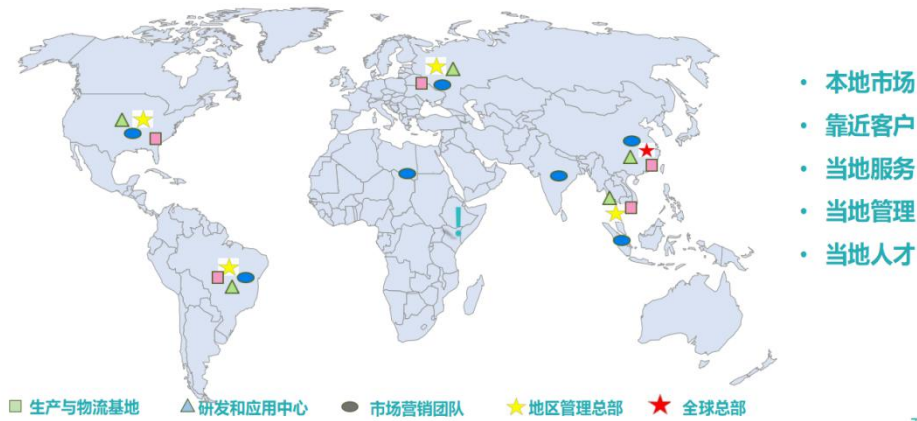 • 本地市场
• 靠近客户
• 当地服务
• 当地管理
• 当地人才
!
生产与物流基地 研发和应用中心 市场营销团队 地区管理总部 全球总部